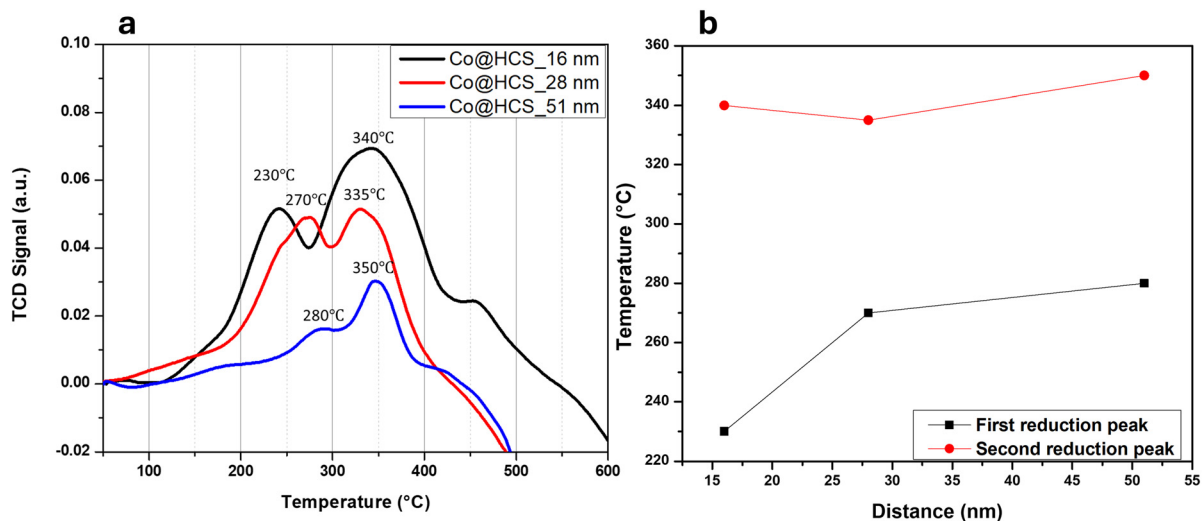 a
0.10
0.08
0.06
0.04
0.02
0.00
-0.02
TCD Signal (a.u.)
Co@HCS_16 nm
Co@HCS_28 nm
Co@HCS_51 nm
340°C
230°C
270°C
335°C
350°C
280°C
100 200 300 400 500 600
Temperature (°C)
b
360
340
320
300
280
260
240
220
Temperature (°C)
First reduction peak
Second reduction peak
15 20 25 30 35 40 45 50 55
Distance (nm)